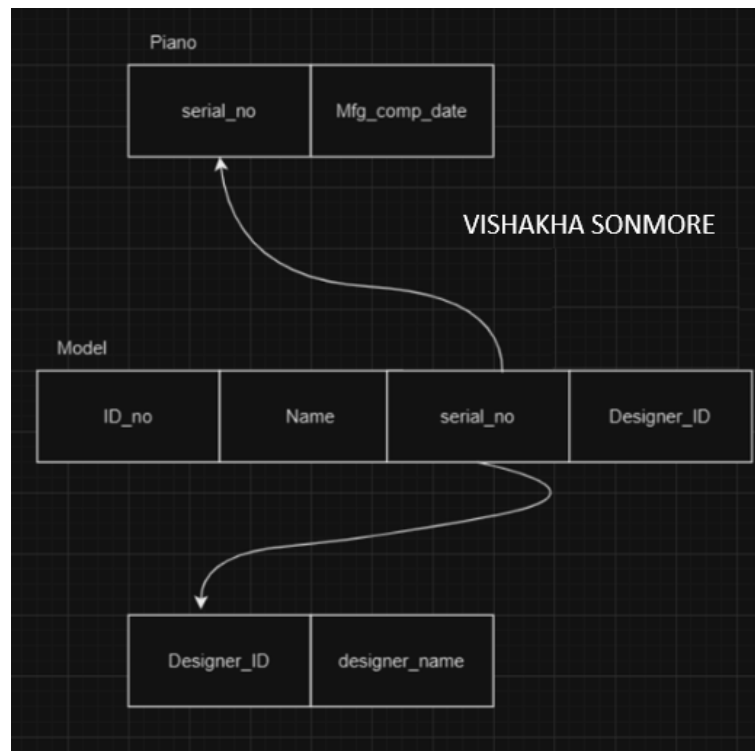 Piano
serial_no Mfg_comp_date
VISHAKHA SONMORE
Model
ID_no Name serial_no Designer_ID
Designer_ID designer_name